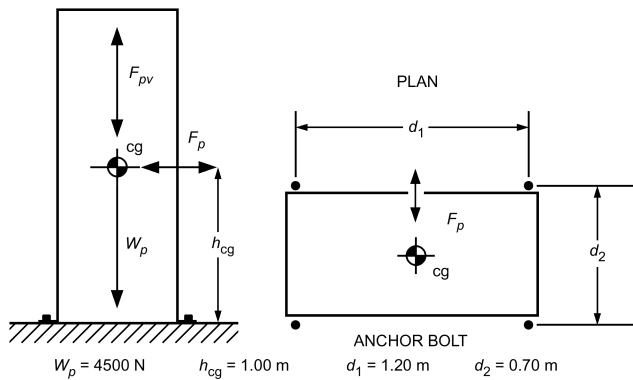 F_pv
cg
F_p
W_p
h_cg
PLAN
d_1
F_p
cg
d_2
ANCHOR BOLT
W_p = 4500 N h_cg = 1.00 m d_1 = 1.20 m d_2 = 0.70 m